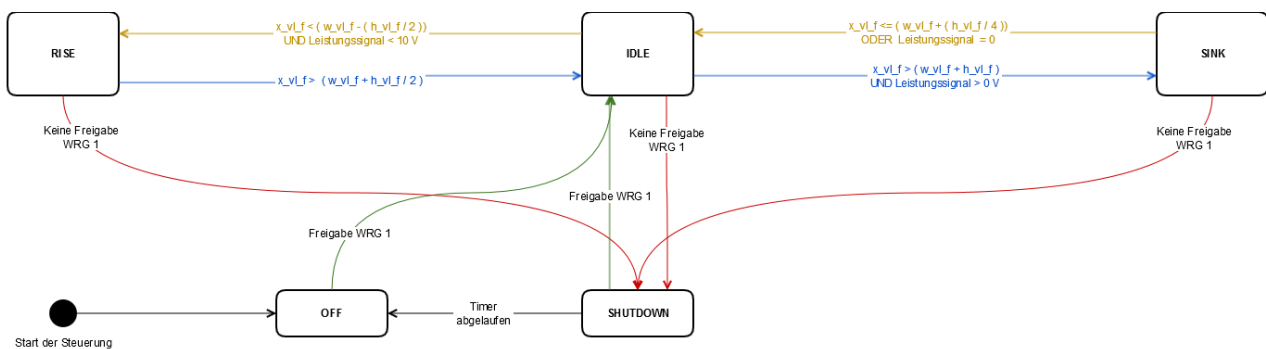 x_vl_f < ( w_vl_f - ( h_vl_f / 2 ))
UND Leistungssignal < 10 V
x_vl_f <= ( w_vl_f + ( h_vl_f / 4 ))
ODER Leistungssignal = 0
RISE
IDLE
SINK
x_vl_f > ( w_vl_f + h_vl_f / 2 )
x_vl_f > ( w_vl_f + h_vl_f )
UND Leistungssignal > 0 V
Keine Freigabe
WRG 1
Keine Freigabe
WRG 1
Keine Freigabe
WRG 1
Freigabe WRG 1
Freigabe WRG 1
OFF
Timer
abgelaufen
SHUTDOWN
Start der Steuerung